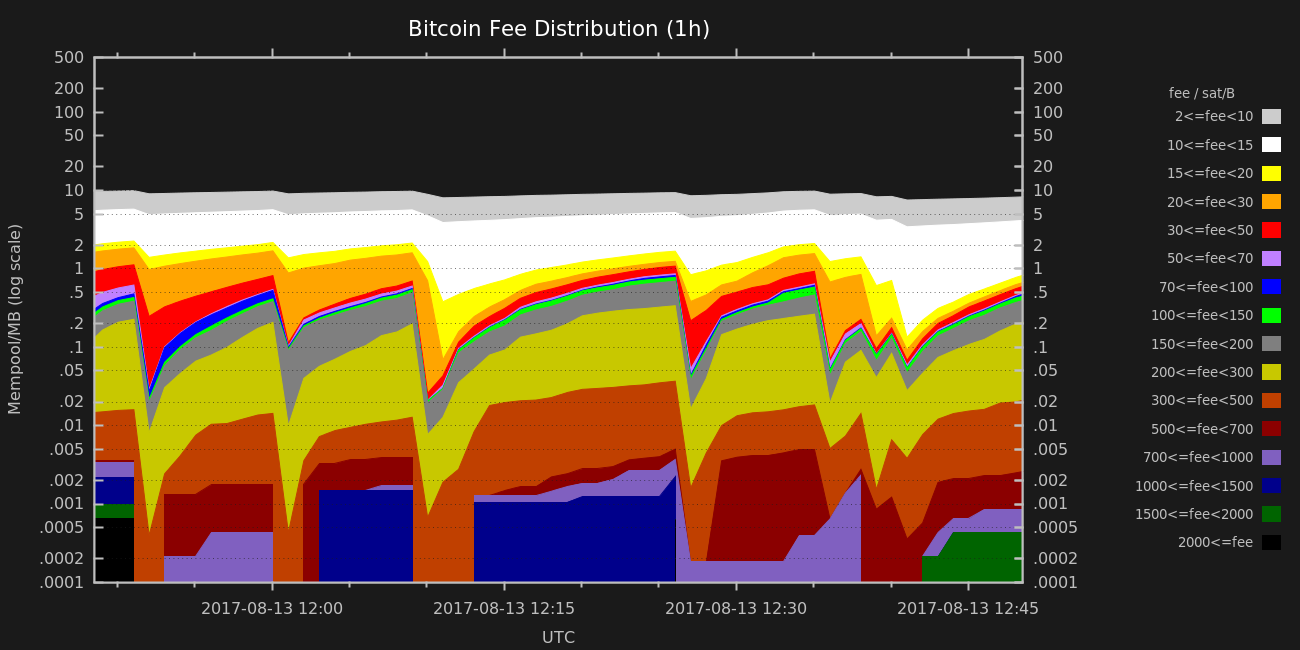 Bitcoin Fee Distribution (1h)
500 500
200 200
100 100
50 50
20 20
10 10
5 5
2 2
1 1
.5 .5
.2 .2
.1 .1
.05 .05
.02 .02
.01 .01
.005 .005
.002 .002
.001 .001
.0005 .0005
.0002 .0002
.0001 .0001
Mempool/MB (log scale)
2017-08-13 12:00 2017-08-13 12:15 2017-08-13 12:30 2017-08-13 12:45
UTC
fee / sat/B
2<=fee<10
10<=fee<15
15<=fee<20
20<=fee<30
30<=fee<50
50<=fee<70
70<=fee<100
100<=fee<150
150<=fee<200
200<=fee<300
300<=fee<500
500<=fee<700
700<=fee<1000
1000<=fee<1500
1500<=fee<2000
2000<=fee